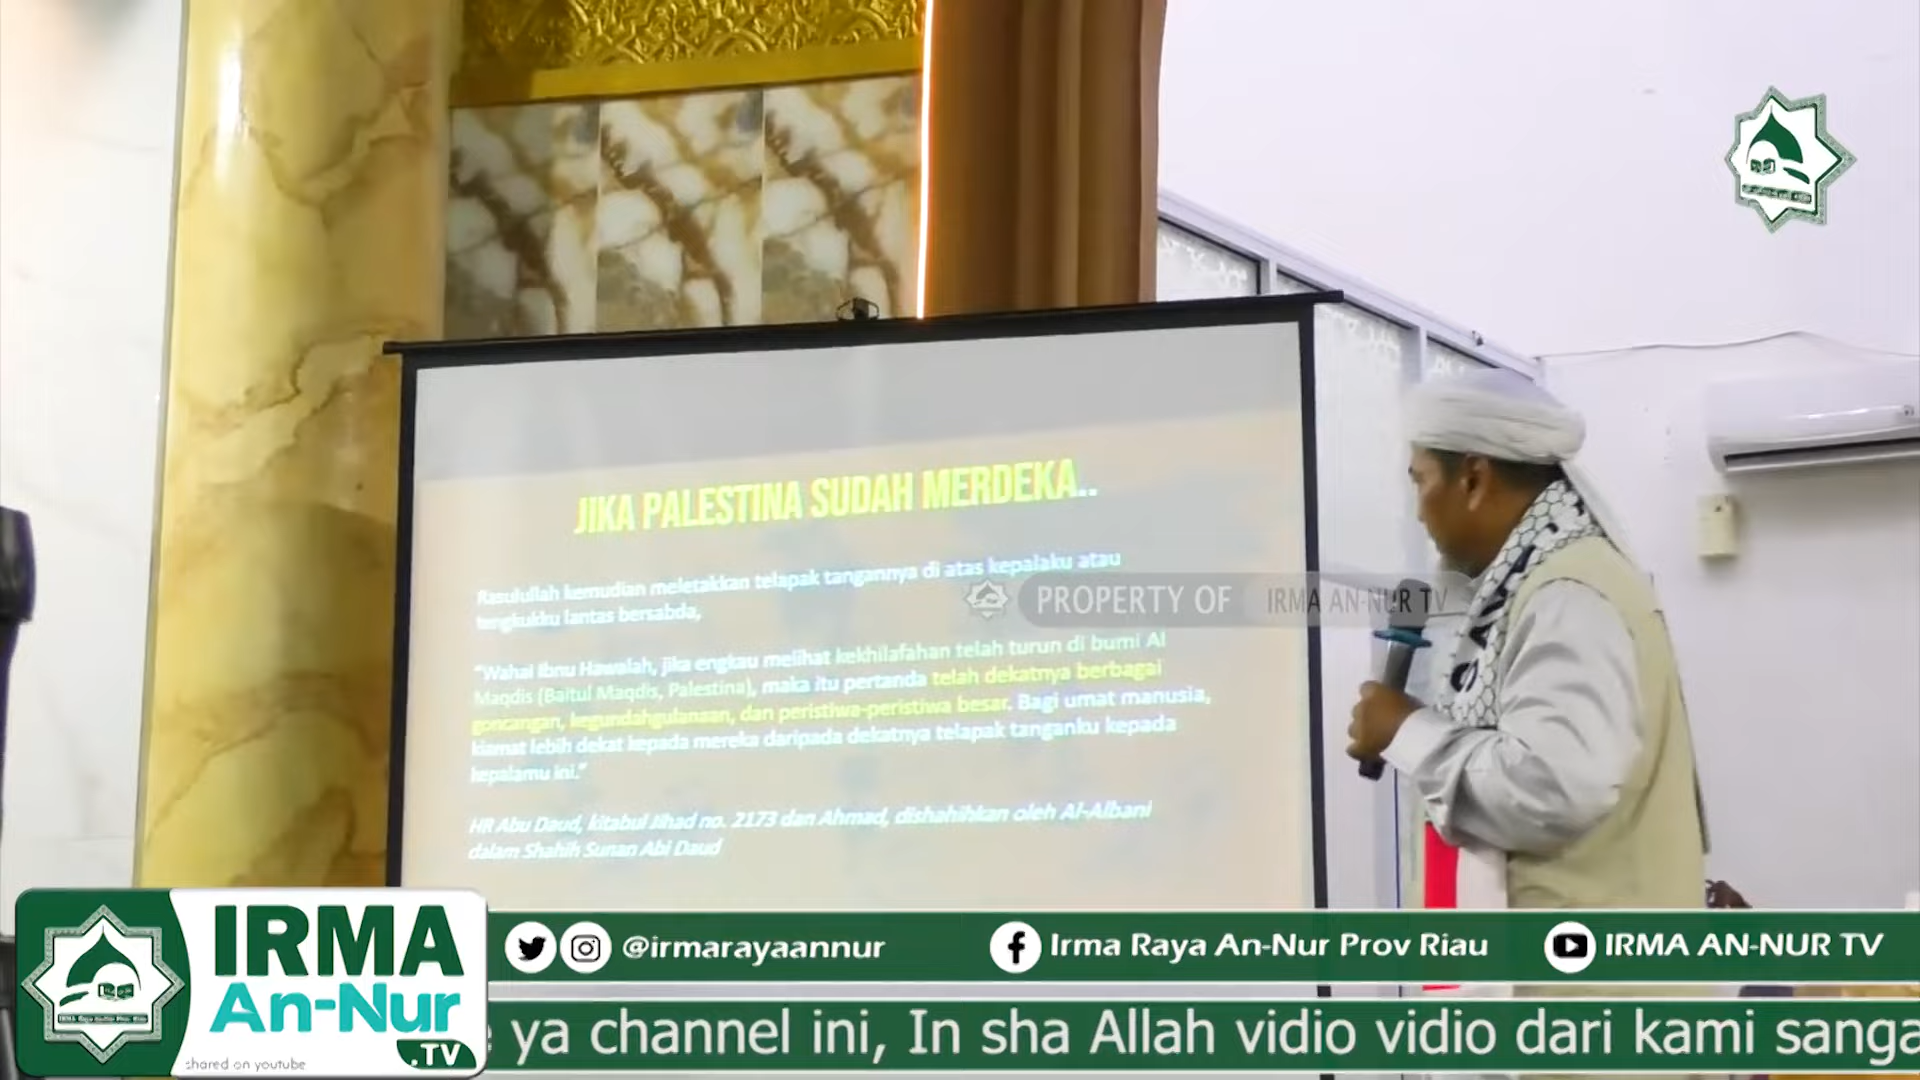 JIKA PALESTINA SUDAH MERDEKA..
Rasulullah kemudian meletakkan telapak tangannya di atas kepalaku atau
tengkukku lantas bersabda,
"Wahai Ibnu Hawalah, jika engkau melihat kekhilafahan telah turun di bumi Al
Maqdis (Baitul Maqdis, Palestina), maka itu pertanda telah dekatnya berbagai
goncangan, kegundahgulanaan, dan peristiwa-peristiwa besar. Bagi umat manusia,
kiamat lebih dekat kepada mereka daripada dekatnya telapak tanganku kepada
kepalamu ini."
HR Abu Daud, kitabul Jihad no. 2173 dan Ahmad, dishahihkan oleh Al-Albani
dalam Shahih Sunan Abi Daud
PROPERTY OF IRMA AN-NUR TV
IRMA
An-Nur
.TV
shared on youtube
@irmarayaannur
Irma Raya An-Nur Prov Riau
IRMA AN-NUR TV
ya channel ini, In sha Allah vidio vidio dari kami sanga